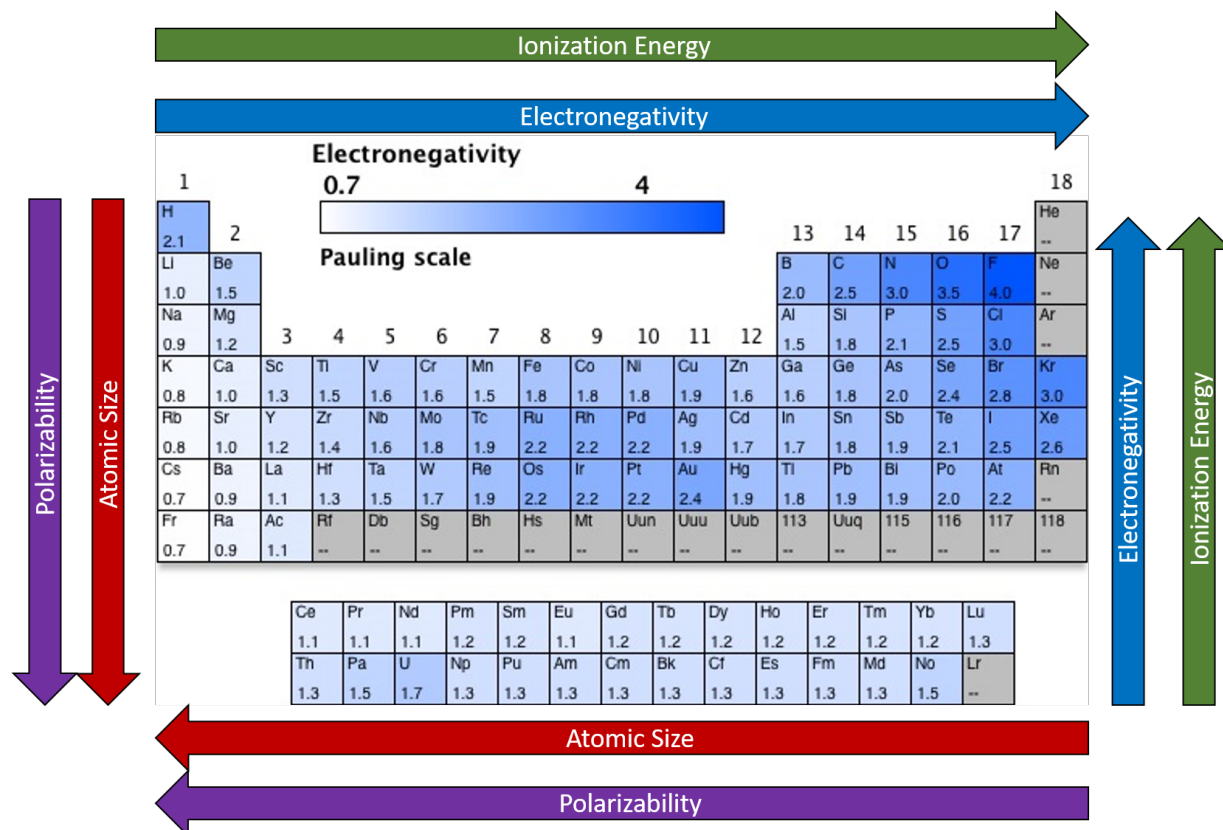 Ionization Energy
Electronegativity
Electronegativity
0.7 4
Pauling scale
1 18
2 13 14 15 16 17
3 4 5 6 7 8 9 10 11 12
H He
2.1 --
Li Be B C N O F Ne
1.0 1.5 2.0 2.5 3.0 3.5 4.0 --
Na Mg Al Si P S Cl Ar
0.9 1.2 1.5 1.8 2.1 2.5 3.0 --
K Ca Sc Ti V Cr Mn Fe Co Ni Cu Zn Ga Ge As Se Br Kr
0.8 1.0 1.3 1.5 1.6 1.6 1.5 1.8 1.8 1.8 1.9 1.6 1.6 1.8 2.0 2.4 2.8 3.0
Rb Sr Y Zr Nb Mo Tc Ru Rh Pd Ag Cd In Sn Sb Te I Xe
0.8 1.0 1.2 1.4 1.6 1.8 1.9 2.2 2.2 2.2 1.9 1.7 1.7 1.8 1.9 2.1 2.5 2.6
Cs Ba La Hf Ta W Re Os Ir Pt Au Hg Tl Pb Bi Po At Rn
0.7 0.9 1.1 1.3 1.5 1.7 1.9 2.2 2.2 2.2 2.4 1.9 1.8 1.9 1.9 2.0 2.2 --
Fr Ra Ac Rf Db Sg Bh Hs Mt Uun Uuu Uub 113 Uuq 115 116 117 118
0.7 0.9 1.1 -- -- -- -- -- -- -- -- -- -- -- -- -- -- --
Ce Pr Nd Pm Sm Eu Gd Tb Dy Ho Er Tm Yb Lu
1.1 1.1 1.1 1.2 1.2 1.1 1.2 1.2 1.2 1.2 1.2 1.2 1.2 1.3
Th Pa U Np Pu Am Cm Bk Cf Es Fm Md No Lr
1.3 1.5 1.7 1.3 1.3 1.3 1.3 1.3 1.3 1.3 1.3 1.3 1.5 --
Polarizability
Atomic Size
Electronegativity
Ionization Energy
Atomic Size
Polarizability